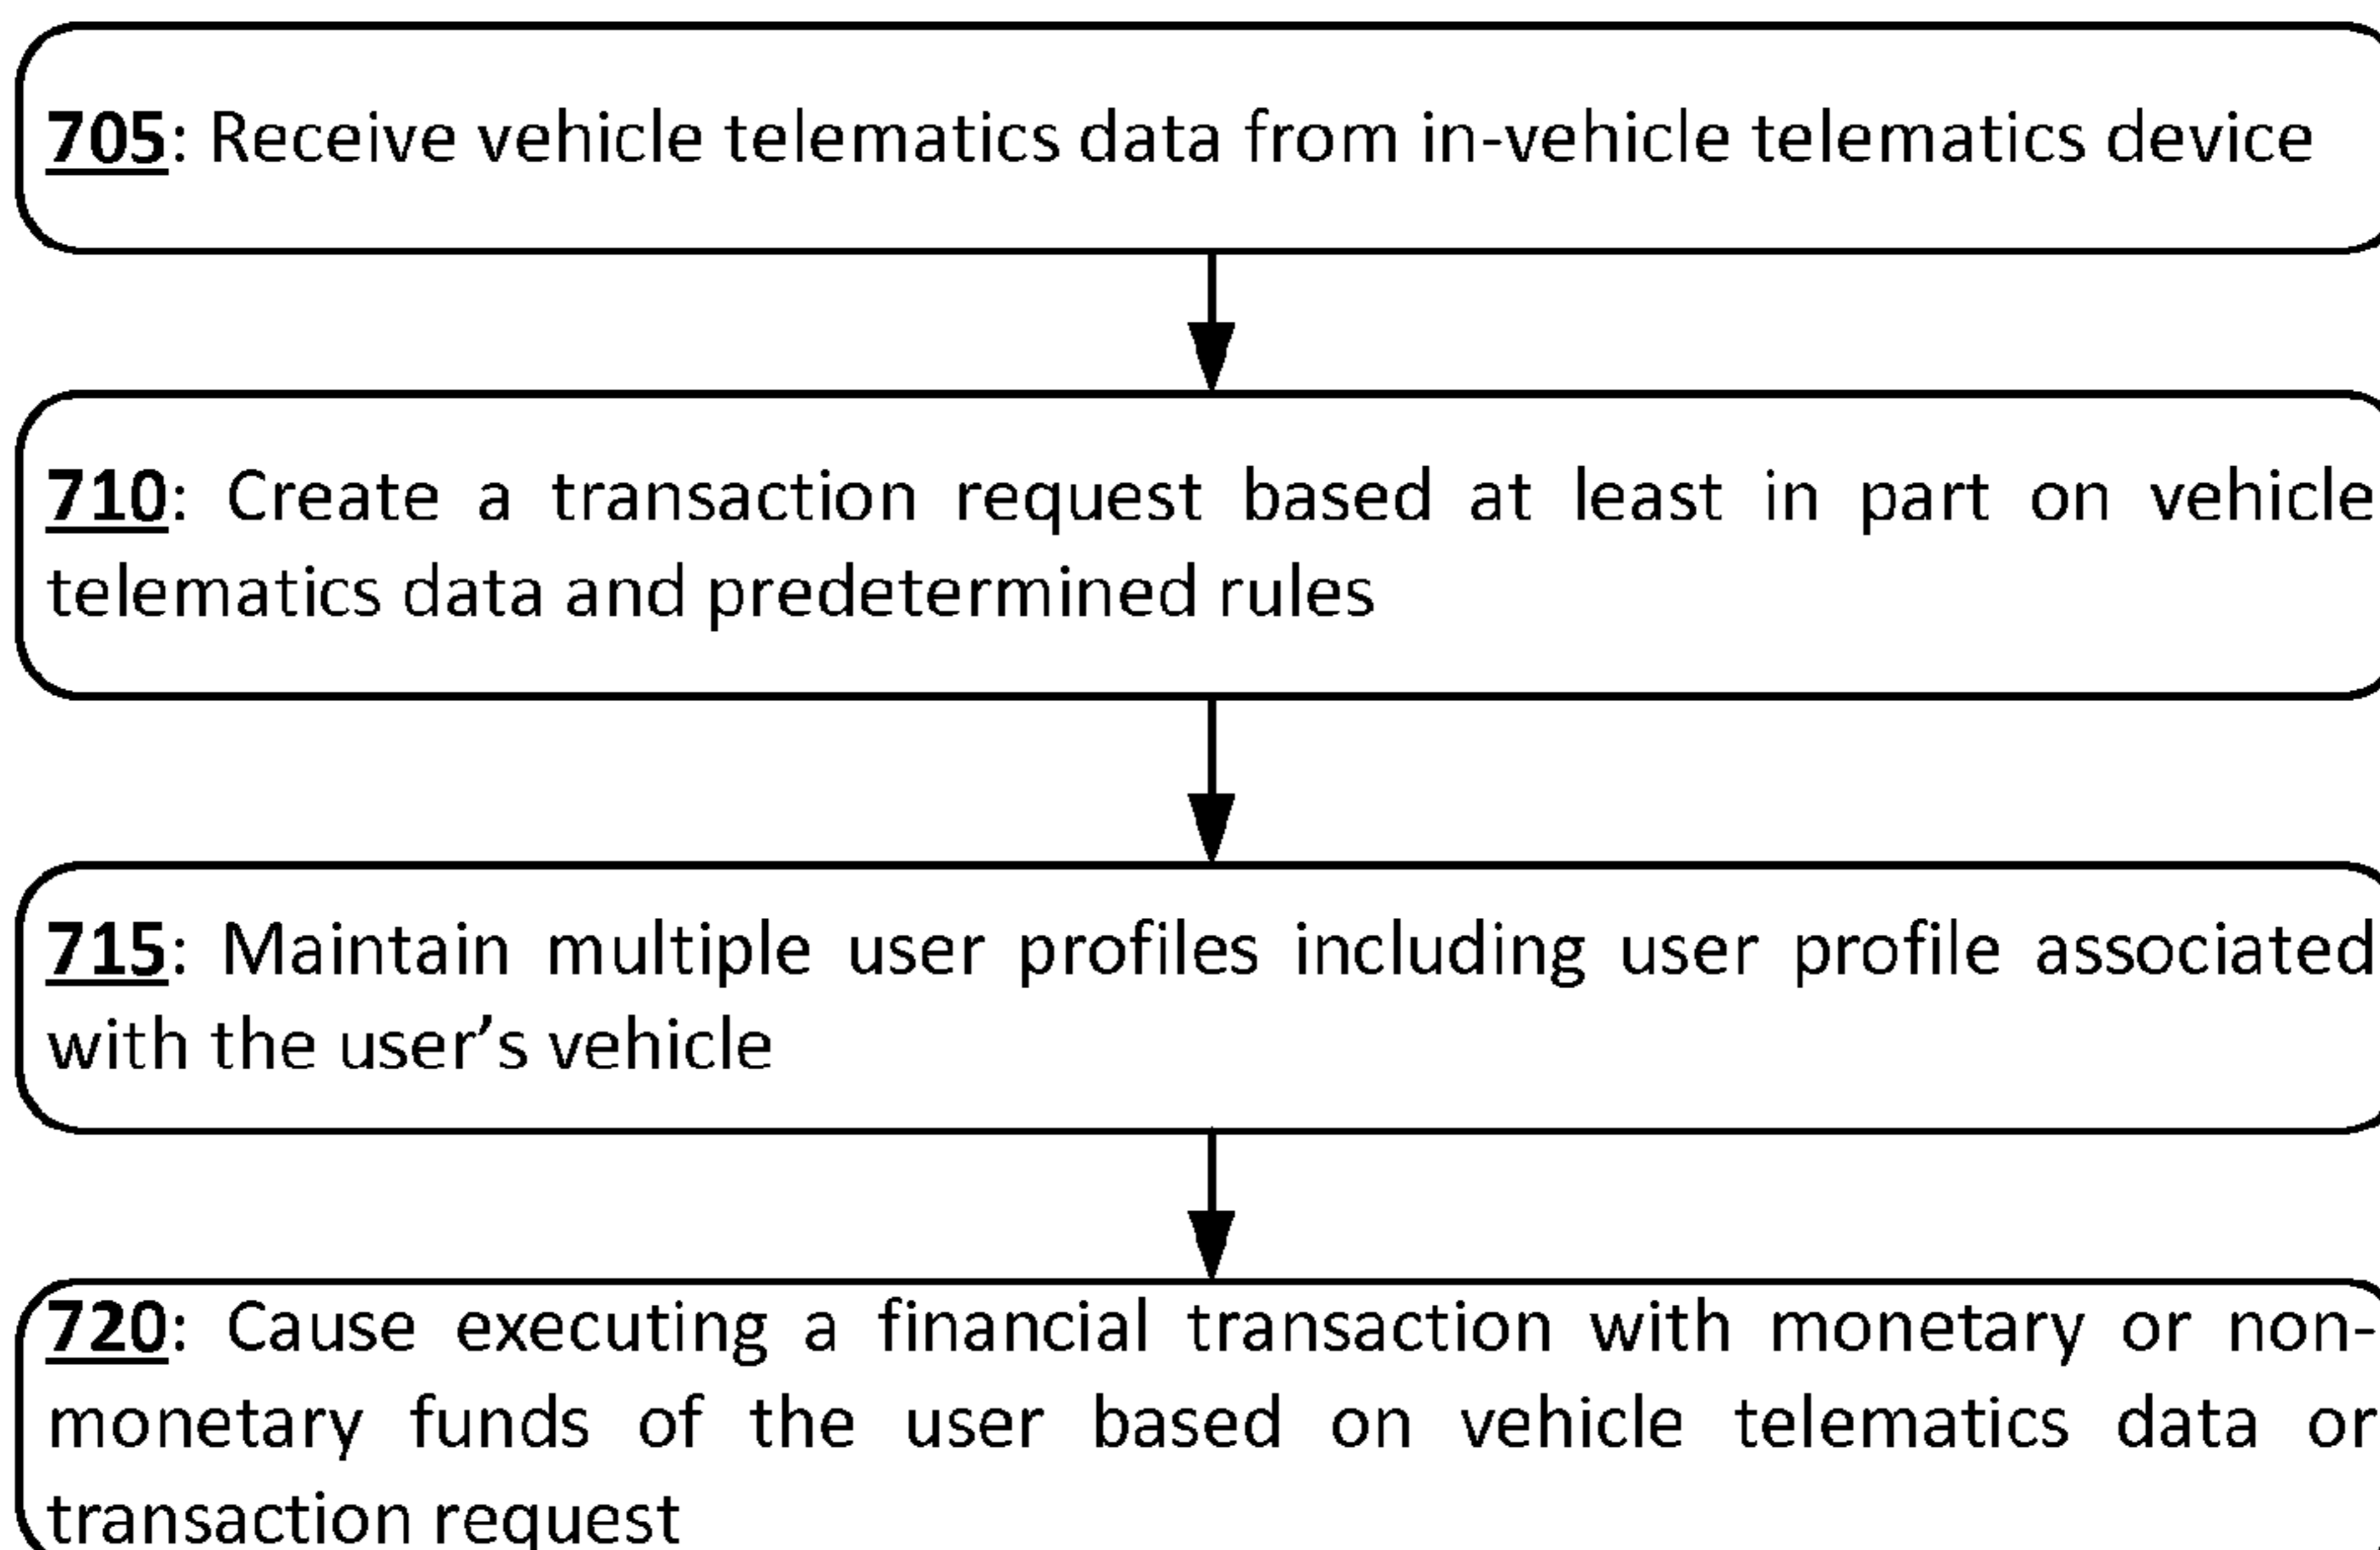 705: Receive vehicle telematics data from in-vehicle telematics device
710: Create a transaction request based at least in part on vehicle
telematics data and predetermined rules
715: Maintain multiple user profiles including user profile associated
with the user’s vehicle
720: Cause executing a financial transaction with monetary or non-
monetary funds of the user based on vehicle telematics data or
transaction request